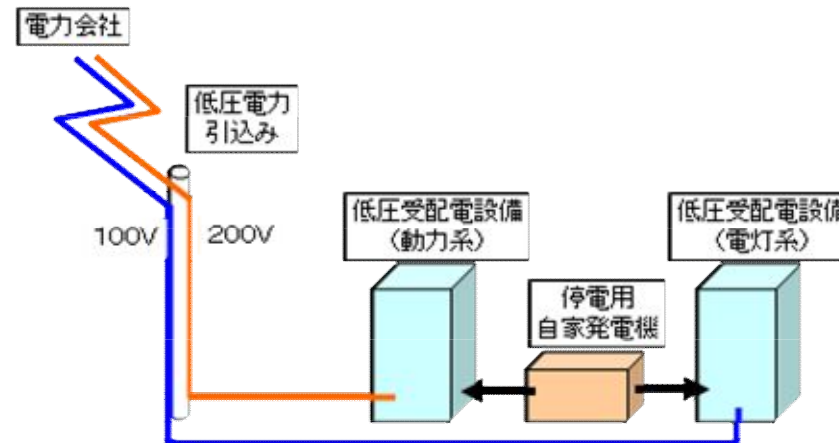 電力会社
低圧電力
引込み
100V
200V
低圧受配電設備
(動力系)
停電用
自家発電機
低圧受配電設備
(電灯系)